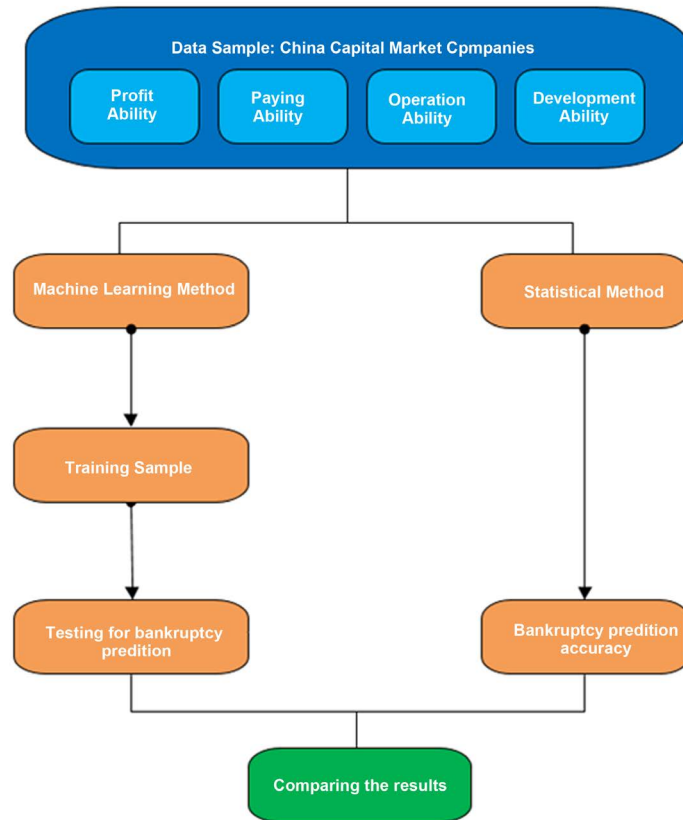 Data Sample: China Capital Market Cpmpanies
Profit
Ability
Paying
Ability
Operation
Ability
Development
Ability
Machine Learning Method
Statistical Method
Training Sample
Testing for bankruptcy
predition
Bankruptcy predition
accuracy
Comparing the results